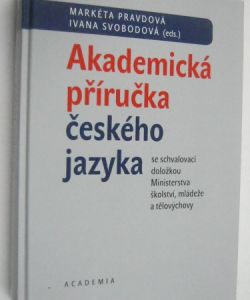 MARKÉTA PRAVDOVÁ
IVANA SVOBODOVÁ (eds.)
Akademická
příručka
českého
jazyka
se schvalovací
doložkou
Ministerstva
školství, mládeže
a tělovýchovy
ACADEMIA